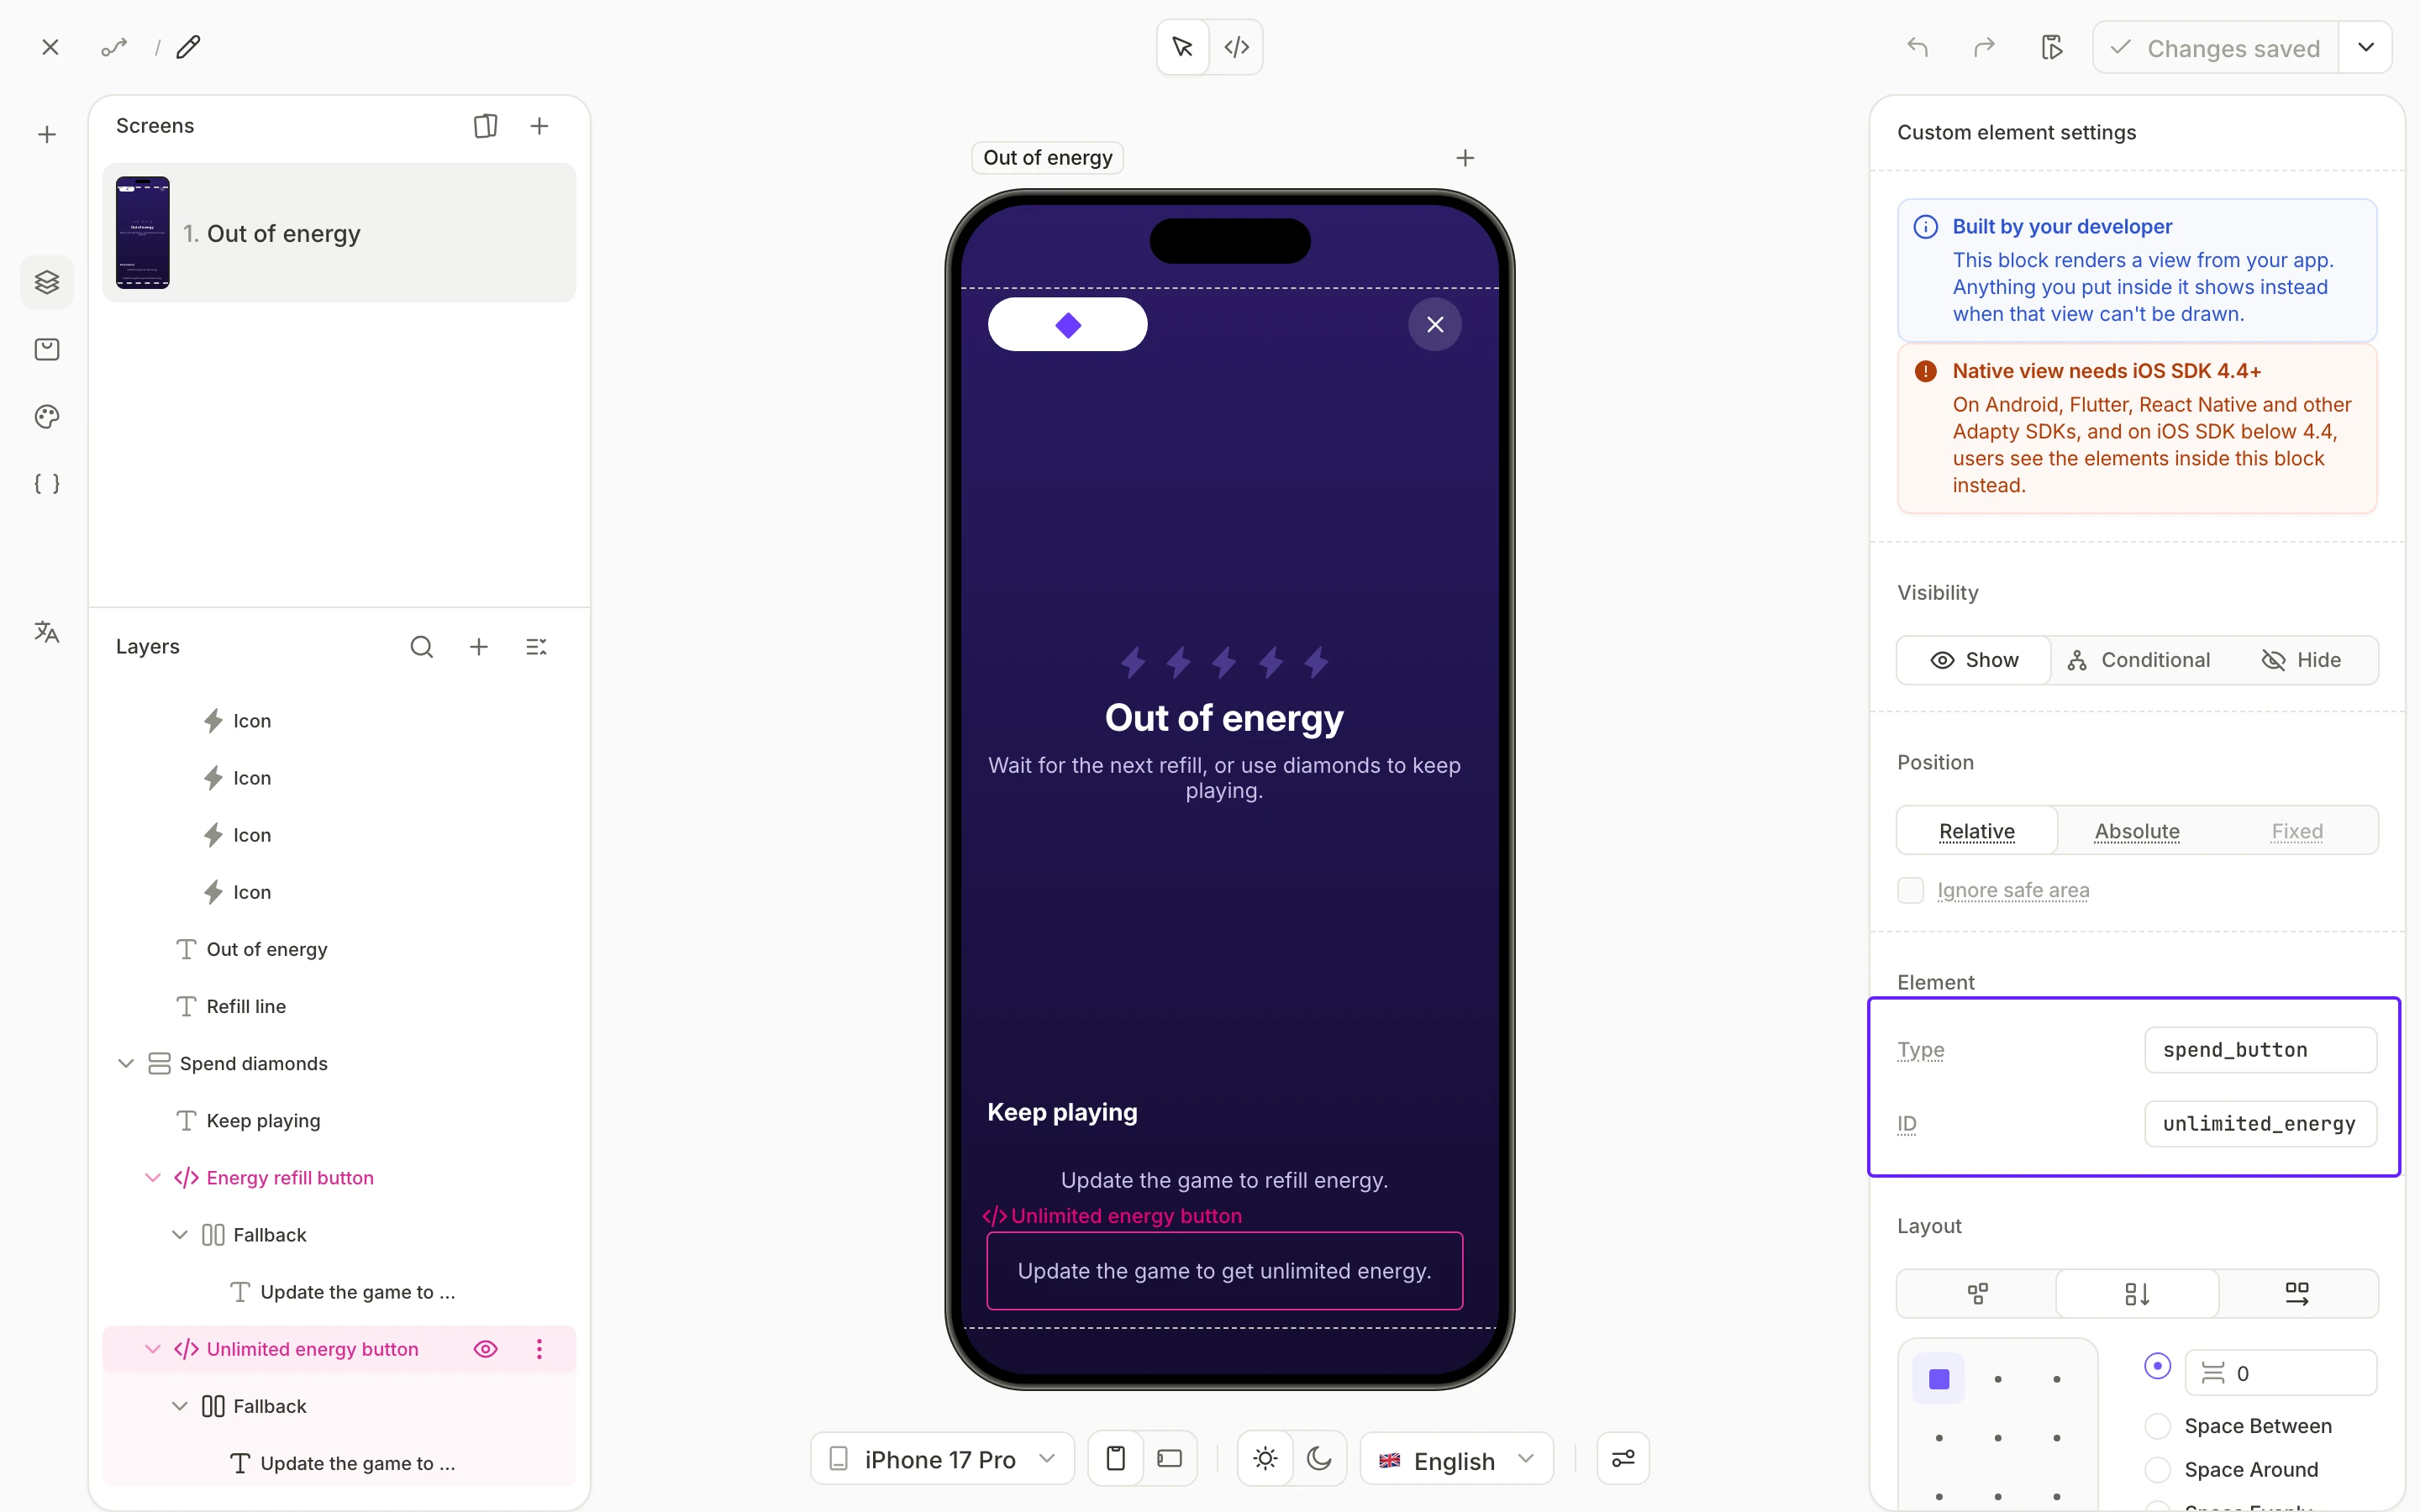 /
Changes saved
Screens
1. Out of energy
Layers
Icon
Icon
Icon
Icon
Out of energy
Refill line
Spend diamonds
Keep playing
Energy refill button
Fallback
Update the game to ...
Unlimited energy button
Fallback
Update the game to ...
Out of energy
Out of energy
Wait for the next refill, or use diamonds to keep
playing.
Keep playing
Update the game to refill energy.
Unlimited energy button
Update the game to get unlimited energy.
iPhone 17 Pro
English
Custom element settings
Built by your developer
This block renders a view from your app.
Anything you put inside it shows instead
when that view can't be drawn.
Native view needs iOS SDK 4.4+
On Android, Flutter, React Native and other
Adapty SDKs, and on iOS SDK below 4.4,
users see the elements inside this block
instead.
Visibility
Show Conditional Hide
Position
Relative Absolute Fixed
Ignore safe area
Element
Type spend_button
ID unlimited_energy
Layout
0
Space Between
Space Around